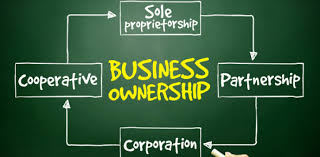 Sole
proprietorship
Cooperative
BUSINESS
OWNERSHIP
Partnership
Corporation